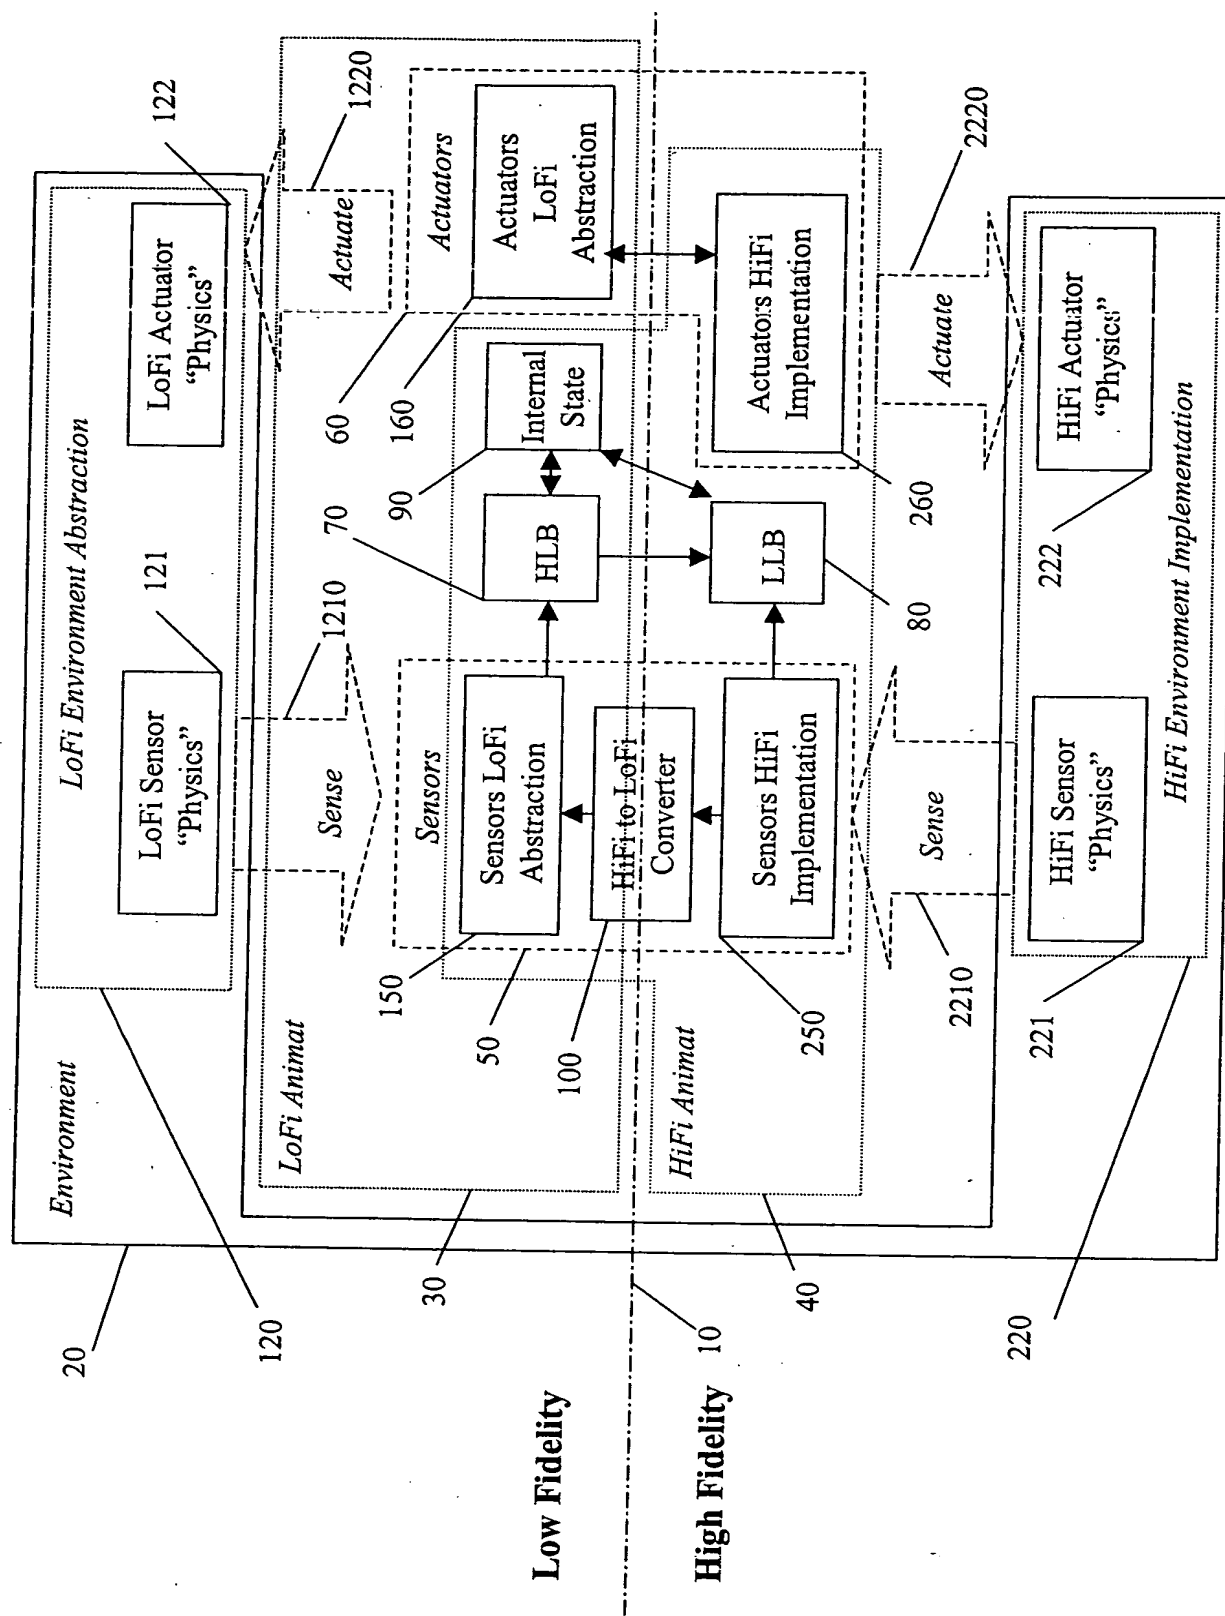 Environment
20
LoFi Environment Abstraction
120
LoFi Sensor
"Physics"
121
LoFi Actuator
"Physics"
122
LoFi Animat
30
Sense
1210
Actuate
1220
Sensors
50
Sensors LoFi
Abstraction
150
HiFi to LoFi
Converter
100
HLB
70
Internal
State
90
Actuators
60
Actuators
LoFi
Abstraction
160
Low Fidelity
10
High Fidelity
HiFi Animat
40
Sensors HiFi
Implementation
250
LLB
80
Actuators HiFi
Implementation
260
Sense
2210
Actuate
2220
HiFi Sensor
"Physics"
221
HiFi Actuator
"Physics"
222
HiFi Environment Implementation
220